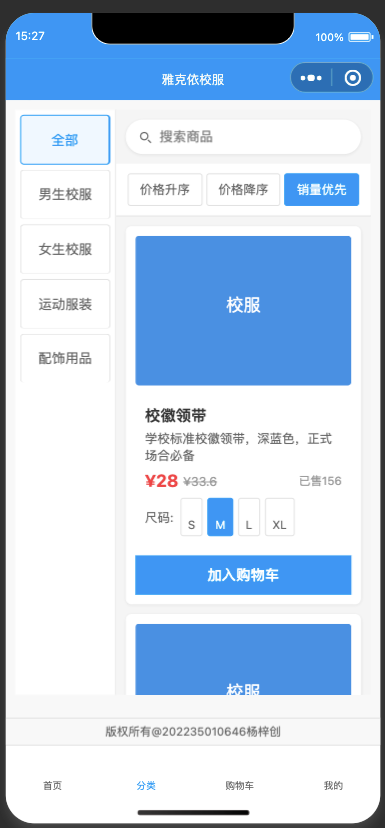 15:27
100%
雅克依校服
全部
男生校服
女生校服
运动服装
配饰用品
搜索商品
价格升序 价格降序 销量优先
校服
校徽领带
学校标准校徽领带，深蓝色，正式
场合必备
¥28 ¥33.6 已售156
尺码: S M L XL
加入购物车
校服
版权所有@202235010646杨梓创
首页 分类 购物车 我的